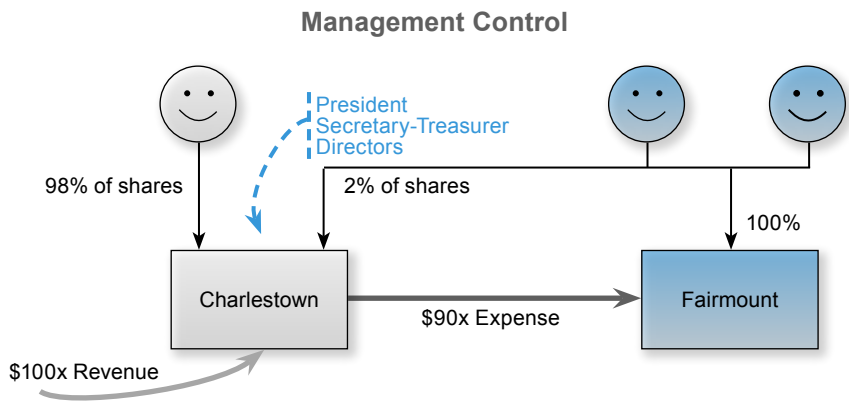 Management Control
President
Secretary-Treasurer
Directors
98% of shares
2% of shares
100%
Charlestown
$90x Expense
Fairmount
$100x Revenue